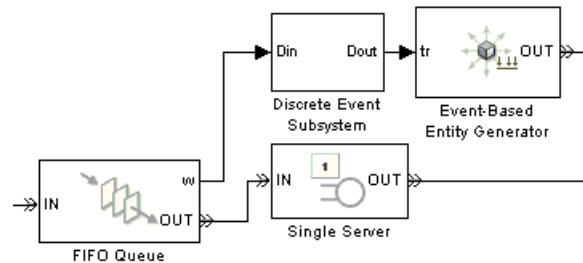 Din
Dout
tr
OUT
Discrete Event
Subsystem
Event-Based
Entity Generator
IN
w
OUT
FIFO Queue
IN
1
OUT
Single Server